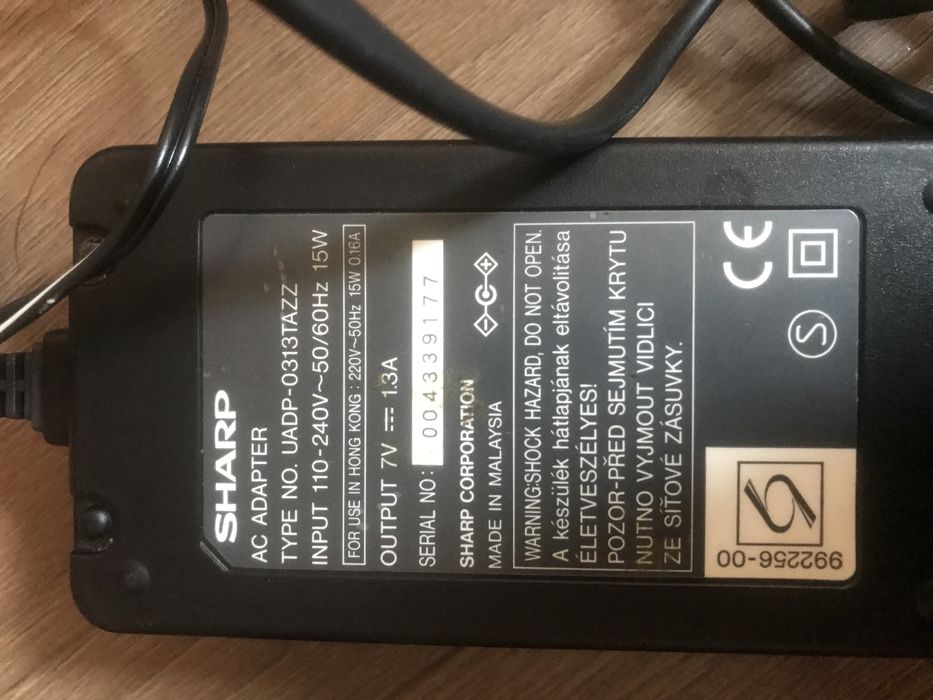 SHARP
AC ADAPTER
TYPE NO. UADP-0313TAZZ
INPUT 110-240V~50/60Hz 15W
FOR USE IN HONG KONG : 220V~50Hz 15W 0.16A
OUTPUT 7V ⎓ 1.3A
SERIAL NO: 004339177
SHARP CORPORATION
MADE IN MALAYSIA
WARNING:SHOCK HAZARD, DO NOT OPEN.
A készülék hátlapjának eltávolitása
ÉLETVESZÉLYES!
POZOR-PŘED SEJMUTÍM KRYTU
NUTNO VYJMOUT VIDLICI
ZE SÍŤOVÉ ZÁSUVKY.
CE
S
992256-00